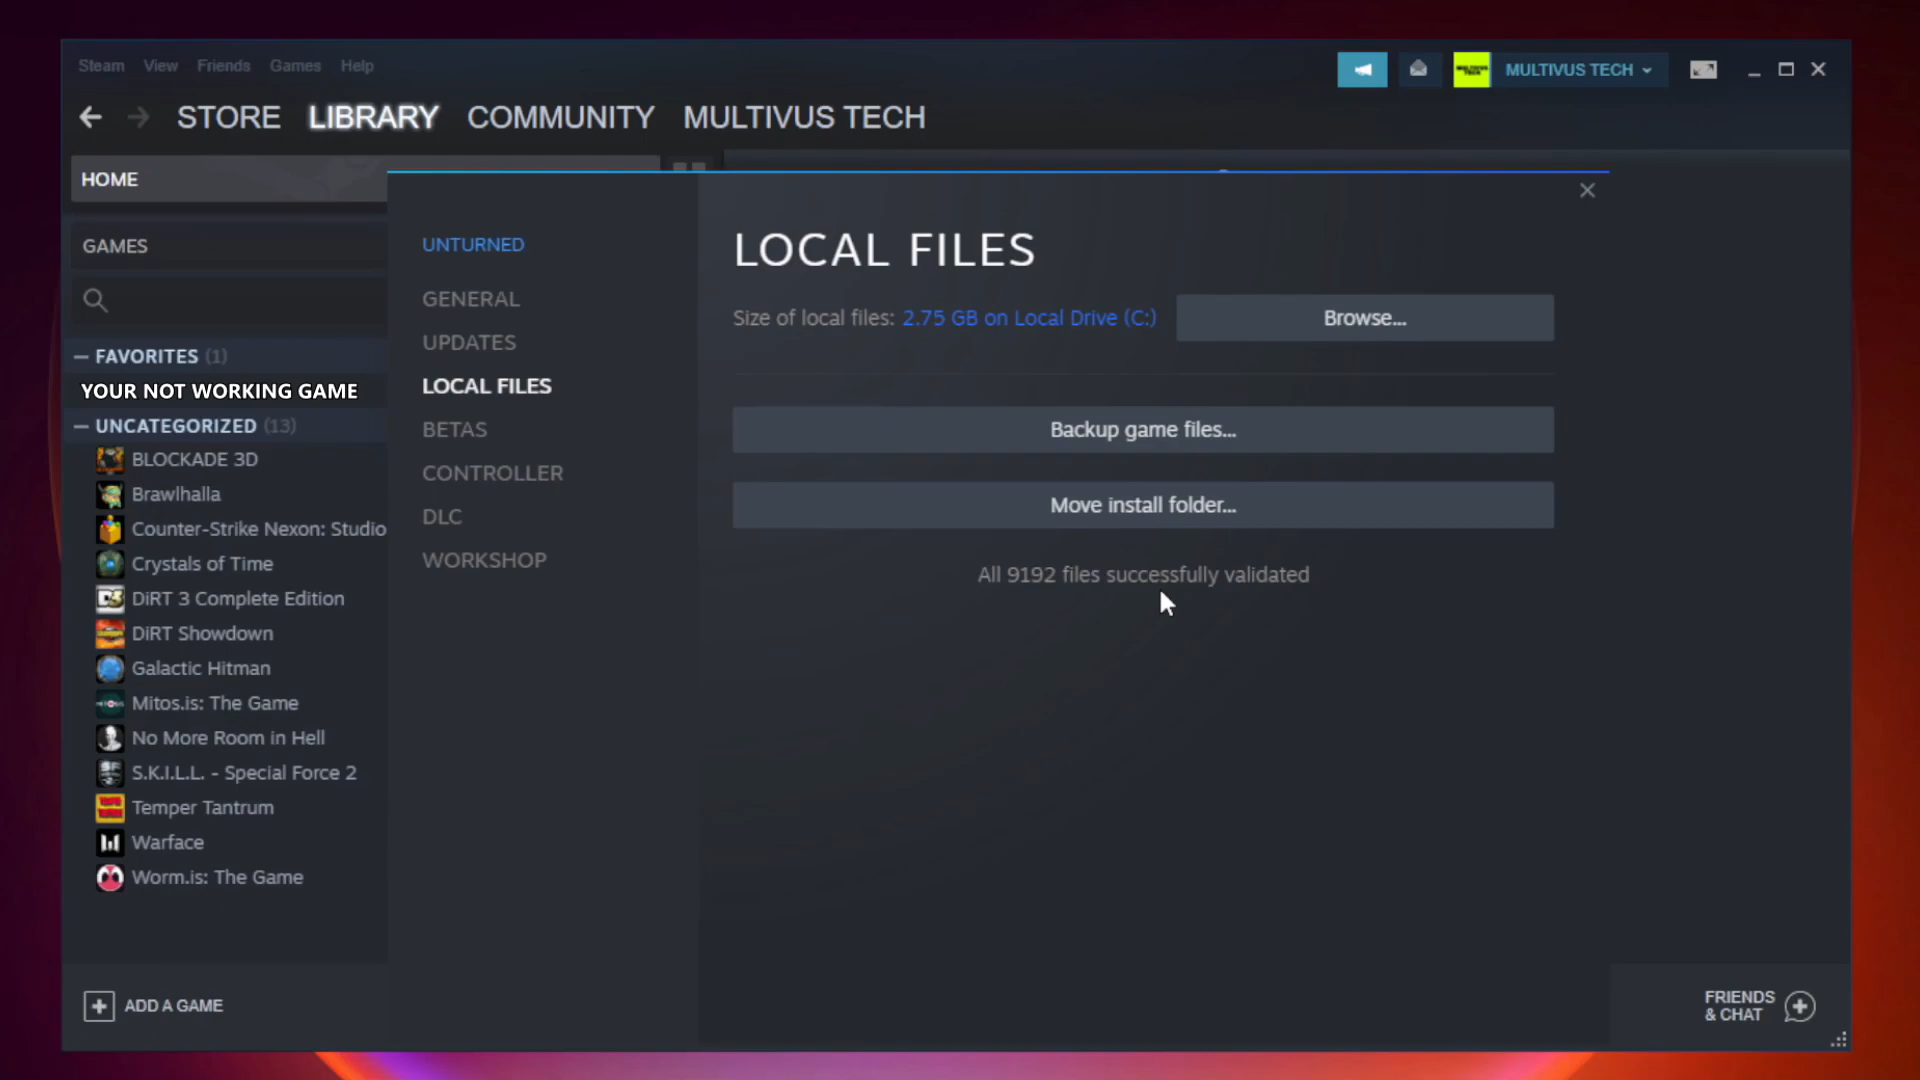 Steam View Friends Games Help
MULTIVUS TECH
STORE LIBRARY COMMUNITY MULTIVUS TECH
HOME
GAMES
— FAVORITES (1)
YOUR NOT WORKING GAME
— UNCATEGORIZED (13)
BLOCKADE 3D
Brawlhalla
Counter-Strike Nexon: Studio
Crystals of Time
DiRT 3 Complete Edition
DiRT Showdown
Galactic Hitman
Mitos.is: The Game
No More Room in Hell
S.K.I.L.L. - Special Force 2
Temper Tantrum
Warface
Worm.is: The Game
ADD A GAME
UNTURNED
GENERAL
UPDATES
LOCAL FILES
BETAS
CONTROLLER
DLC
WORKSHOP
LOCAL FILES
Size of local files: 2.75 GB on Local Drive (C:)
Browse...
Backup game files...
Move install folder...
All 9192 files successfully validated
FRIENDS
& CHAT